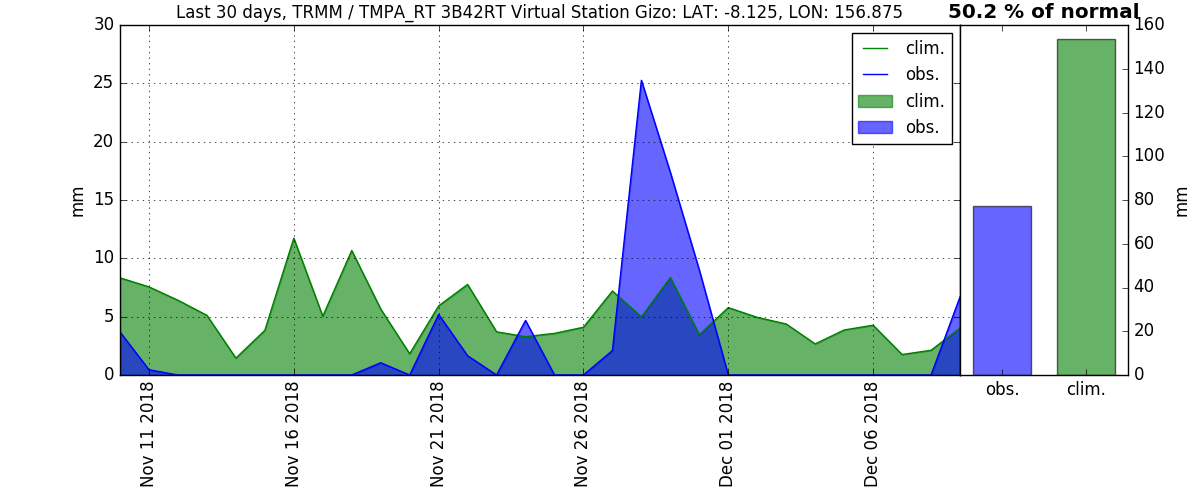 Last 30 days, TRMM / TMPA_RT 3B42RT Virtual Station Gizo: LAT: -8.125, LON: 156.875
50.2 % of normal
30
25
20
15
10
5
0
mm
clim.
obs.
clim.
obs.
Nov 11 2018
Nov 16 2018
Nov 21 2018
Nov 26 2018
Dec 01 2018
Dec 06 2018
160
140
120
100
80
60
40
20
0
mm
obs.
clim.